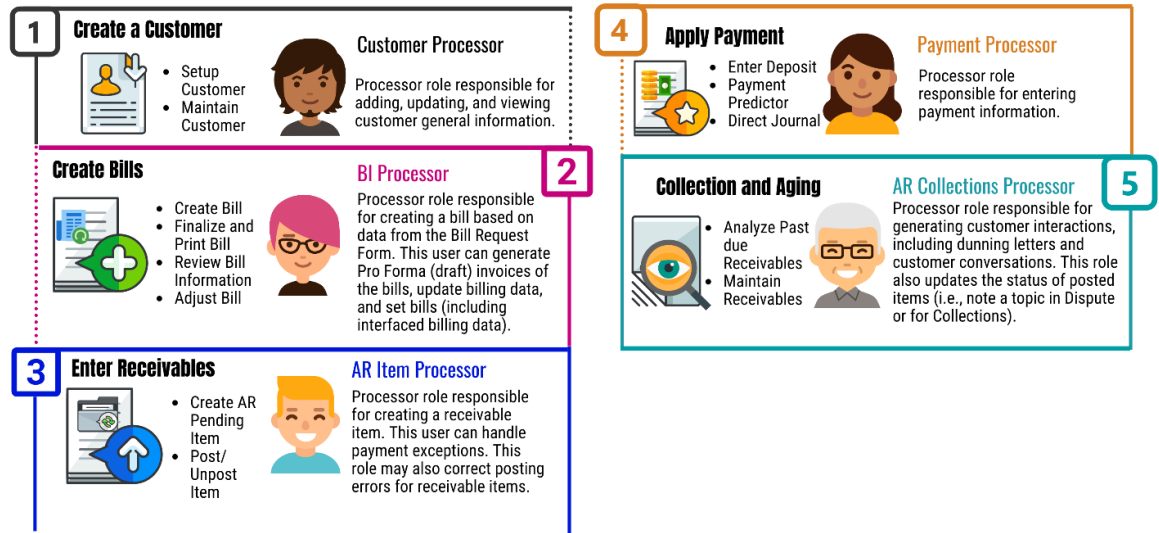 1
Create a Customer
• Setup
Customer
• Maintain
Customer
Customer Processor
Processor role responsible for
adding, updating, and viewing
customer general information.
2
Create Bills
• Create Bill
• Finalize and
Print Bill
• Review Bill
Information
• Adjust Bill
BI Processor
Processor role responsible
for creating a bill based on
data from the Bill Request
Form. This user can generate
Pro Forma (draft) invoices of
the bills, update billing data,
and set bills (including
interfaced billing data).
3
Enter Receivables
• Create AR
Pending
Item
• Post/
Unpost
Item
AR Item Processor
Processor role responsible
for creating a receivable
item. This user can handle
payment exceptions. This
role may also correct posting
errors for receivable items.
4
Apply Payment
• Enter Deposit
• Payment
Predictor
• Direct Journal
Payment Processor
Processor role
responsible for entering
payment information.
5
Collection and Aging
• Analyze Past
due
Receivables
• Maintain
Receivables
AR Collections Processor
Processor role responsible for
generating customer interactions,
including dunning letters and
customer conversations. This role
also updates the status of posted
items (i.e., note a topic in Dispute
or for Collections).